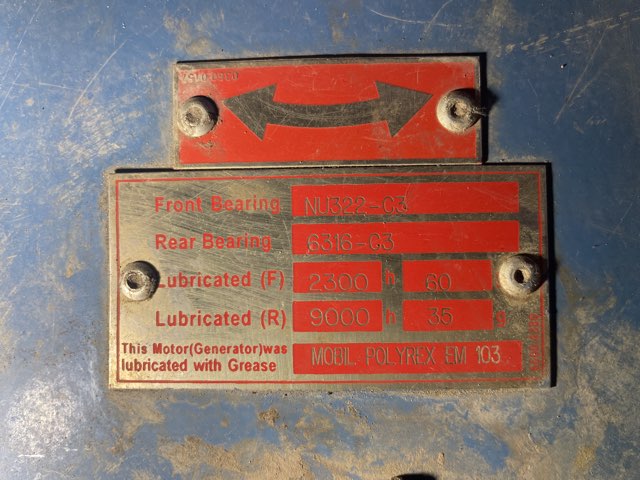 Front Bearing NU322-C3
Rear Bearing 6316-C3
Lubricated (F) 2300 h 60
Lubricated (R) 9000 h 35 g
This Motor(Generator)was
lubricated with Grease MOBIL POLYREX EM 103